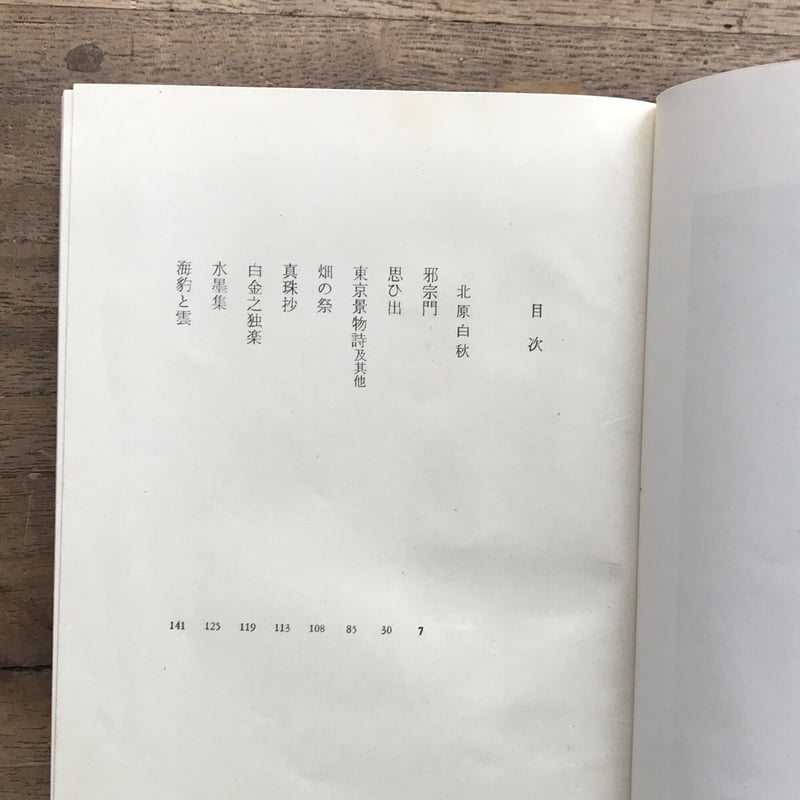 目次
北原白秋
邪宗門
7
思ひ出
30
東京景物詩及其他
85
畑の祭
108
真珠抄
113
白金之独楽
119
水墨集
125
海豹と雲
141